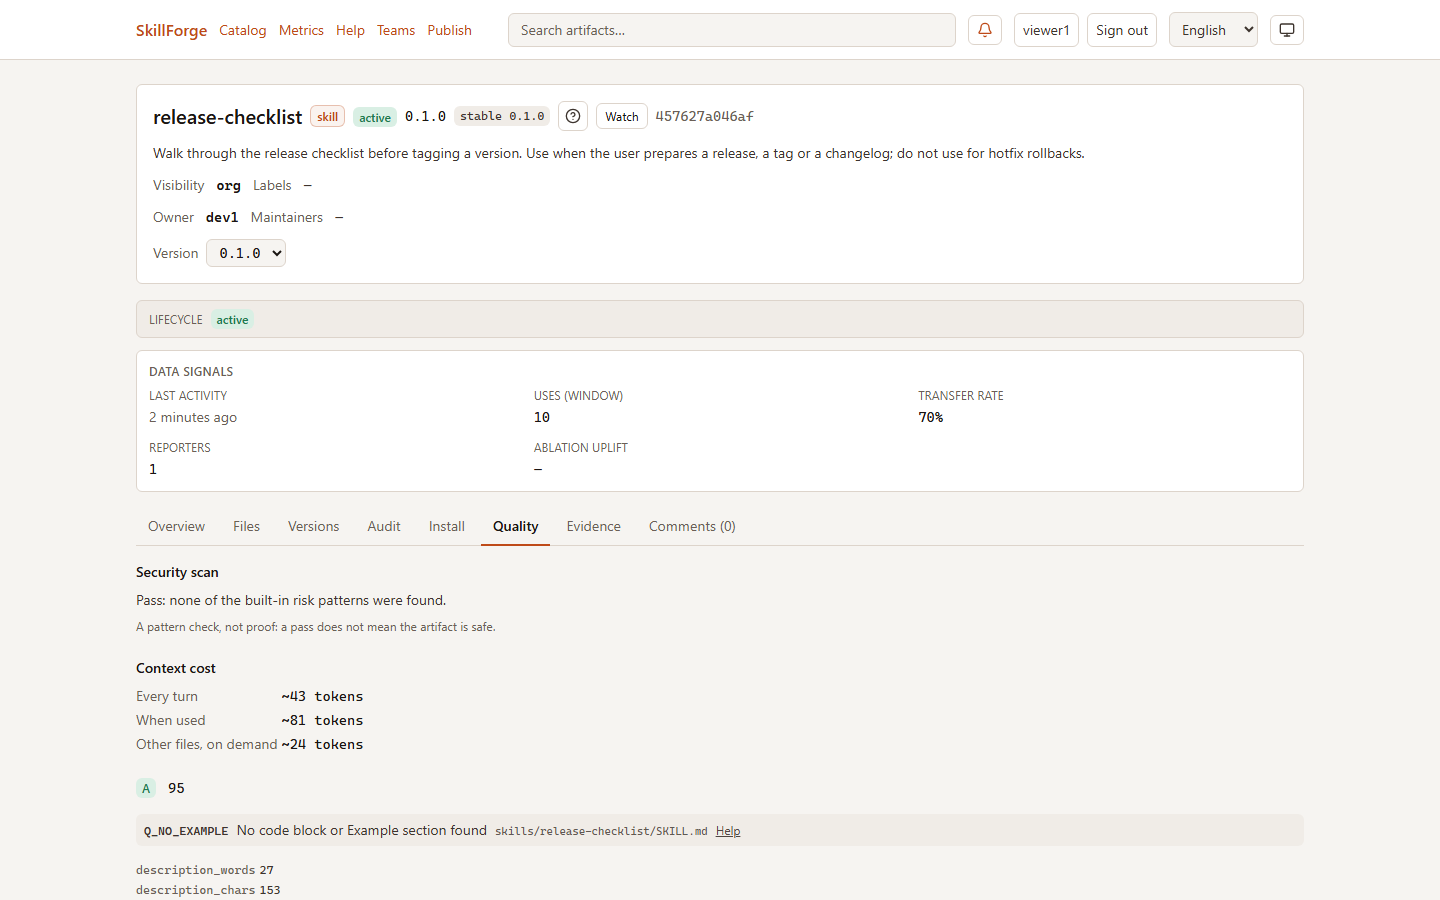 SkillForge Catalog Metrics Help Teams Publish Search artifacts... viewer1 Sign out English
release-checklist skill active 0.1.0 stable 0.1.0 Watch 457627a046af
Walk through the release checklist before tagging a version. Use when the user prepares a release, a tag or a changelog; do not use for hotfix rollbacks.
Visibility org Labels —
Owner dev1 Maintainers —
Version 0.1.0
LIFECYCLE active
DATA SIGNALS
LAST ACTIVITY USES (WINDOW) TRANSFER RATE
2 minutes ago 10 70%
REPORTERS ABLATION UPLIFT
1 —
Overview Files Versions Audit Install Quality Evidence Comments (0)
Security scan
Pass: none of the built-in risk patterns were found.
A pattern check, not proof: a pass does not mean the artifact is safe.
Context cost
Every turn ~43 tokens
When used ~81 tokens
Other files, on demand ~24 tokens
A 95
Q_NO_EXAMPLE No code block or Example section found skills/release-checklist/SKILL.md Help
description_words 27
description_chars 153